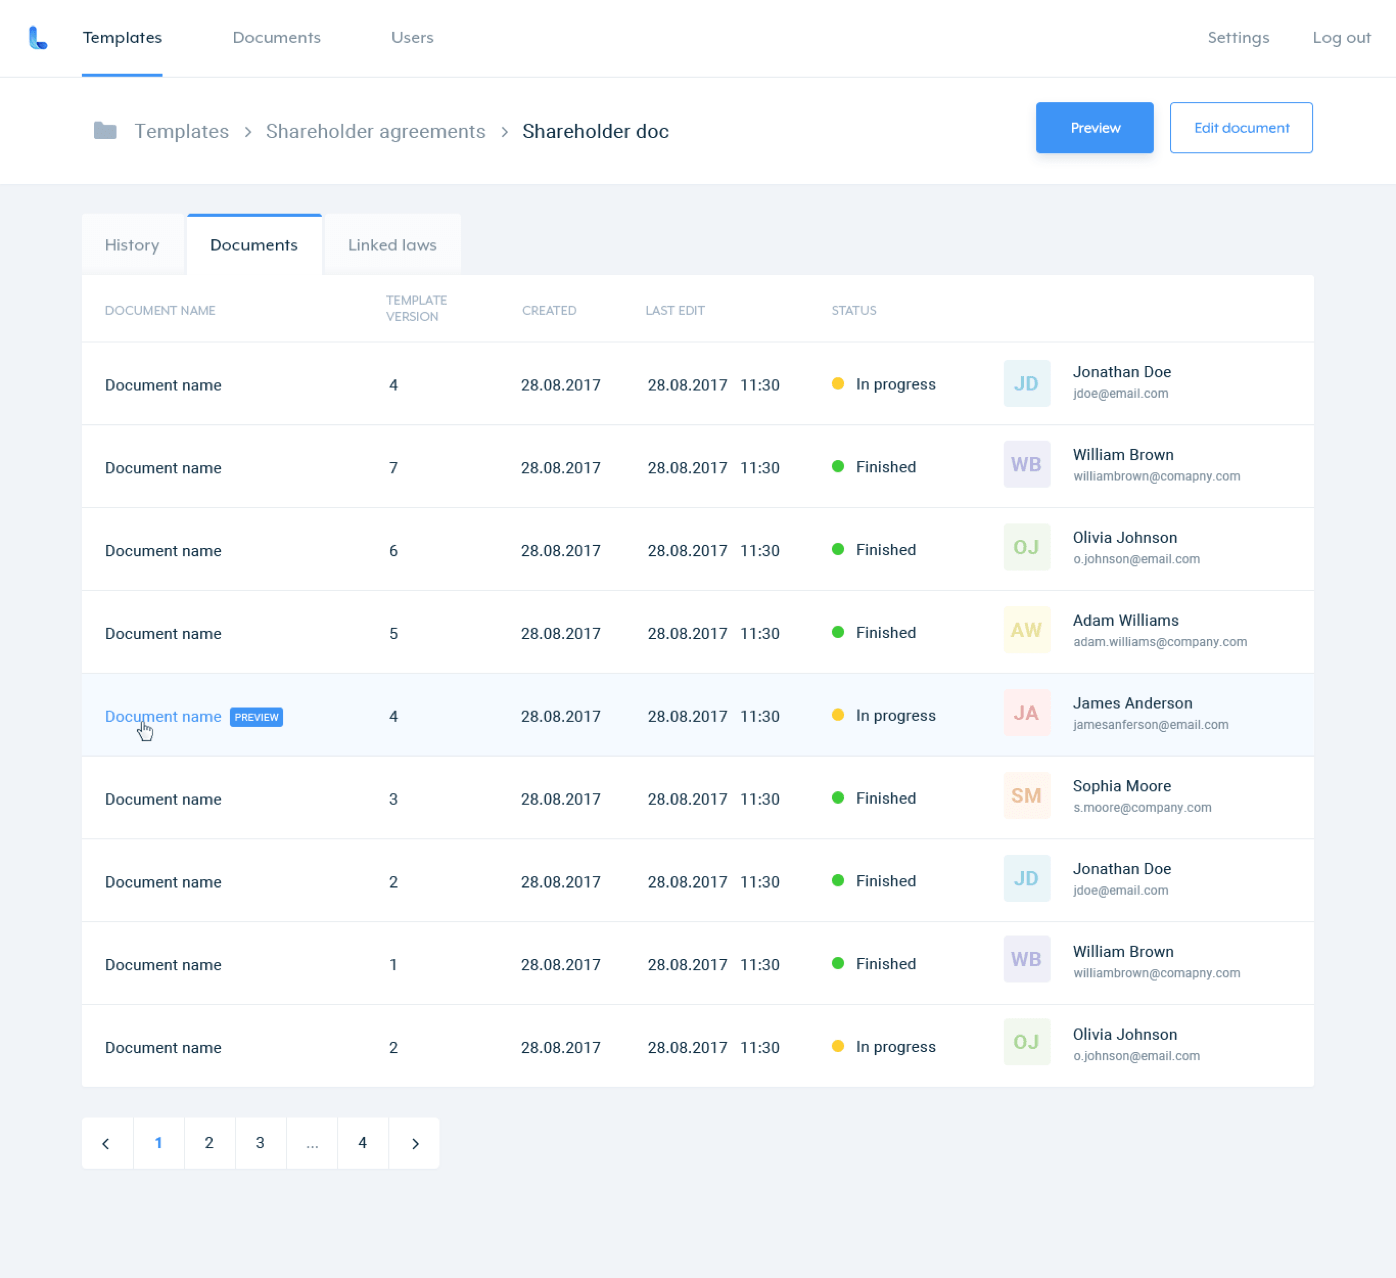 Templates Documents Users Settings Log out
Templates > Shareholder agreements > Shareholder doc Preview Edit document
History Documents Linked laws
DOCUMENT NAME TEMPLATE VERSION CREATED LAST EDIT STATUS
Document name 4 28.08.2017 28.08.2017 11:30 In progress JD Jonathan Doe
jdoe@email.com
Document name 7 28.08.2017 28.08.2017 11:30 Finished WB William Brown
williambrown@comapny.com
Document name 6 28.08.2017 28.08.2017 11:30 Finished OJ Olivia Johnson
o.johnson@email.com
Document name 5 28.08.2017 28.08.2017 11:30 Finished AW Adam Williams
adam.williams@company.com
Document name PREVIEW 4 28.08.2017 28.08.2017 11:30 In progress JA James Anderson
jamesanferson@email.com
Document name 3 28.08.2017 28.08.2017 11:30 Finished SM Sophia Moore
s.moore@company.com
Document name 2 28.08.2017 28.08.2017 11:30 Finished JD Jonathan Doe
jdoe@email.com
Document name 1 28.08.2017 28.08.2017 11:30 Finished WB William Brown
williambrown@comapny.com
Document name 2 28.08.2017 28.08.2017 11:30 In progress OJ Olivia Johnson
o.johnson@email.com
< 1 2 3 ... 4 >